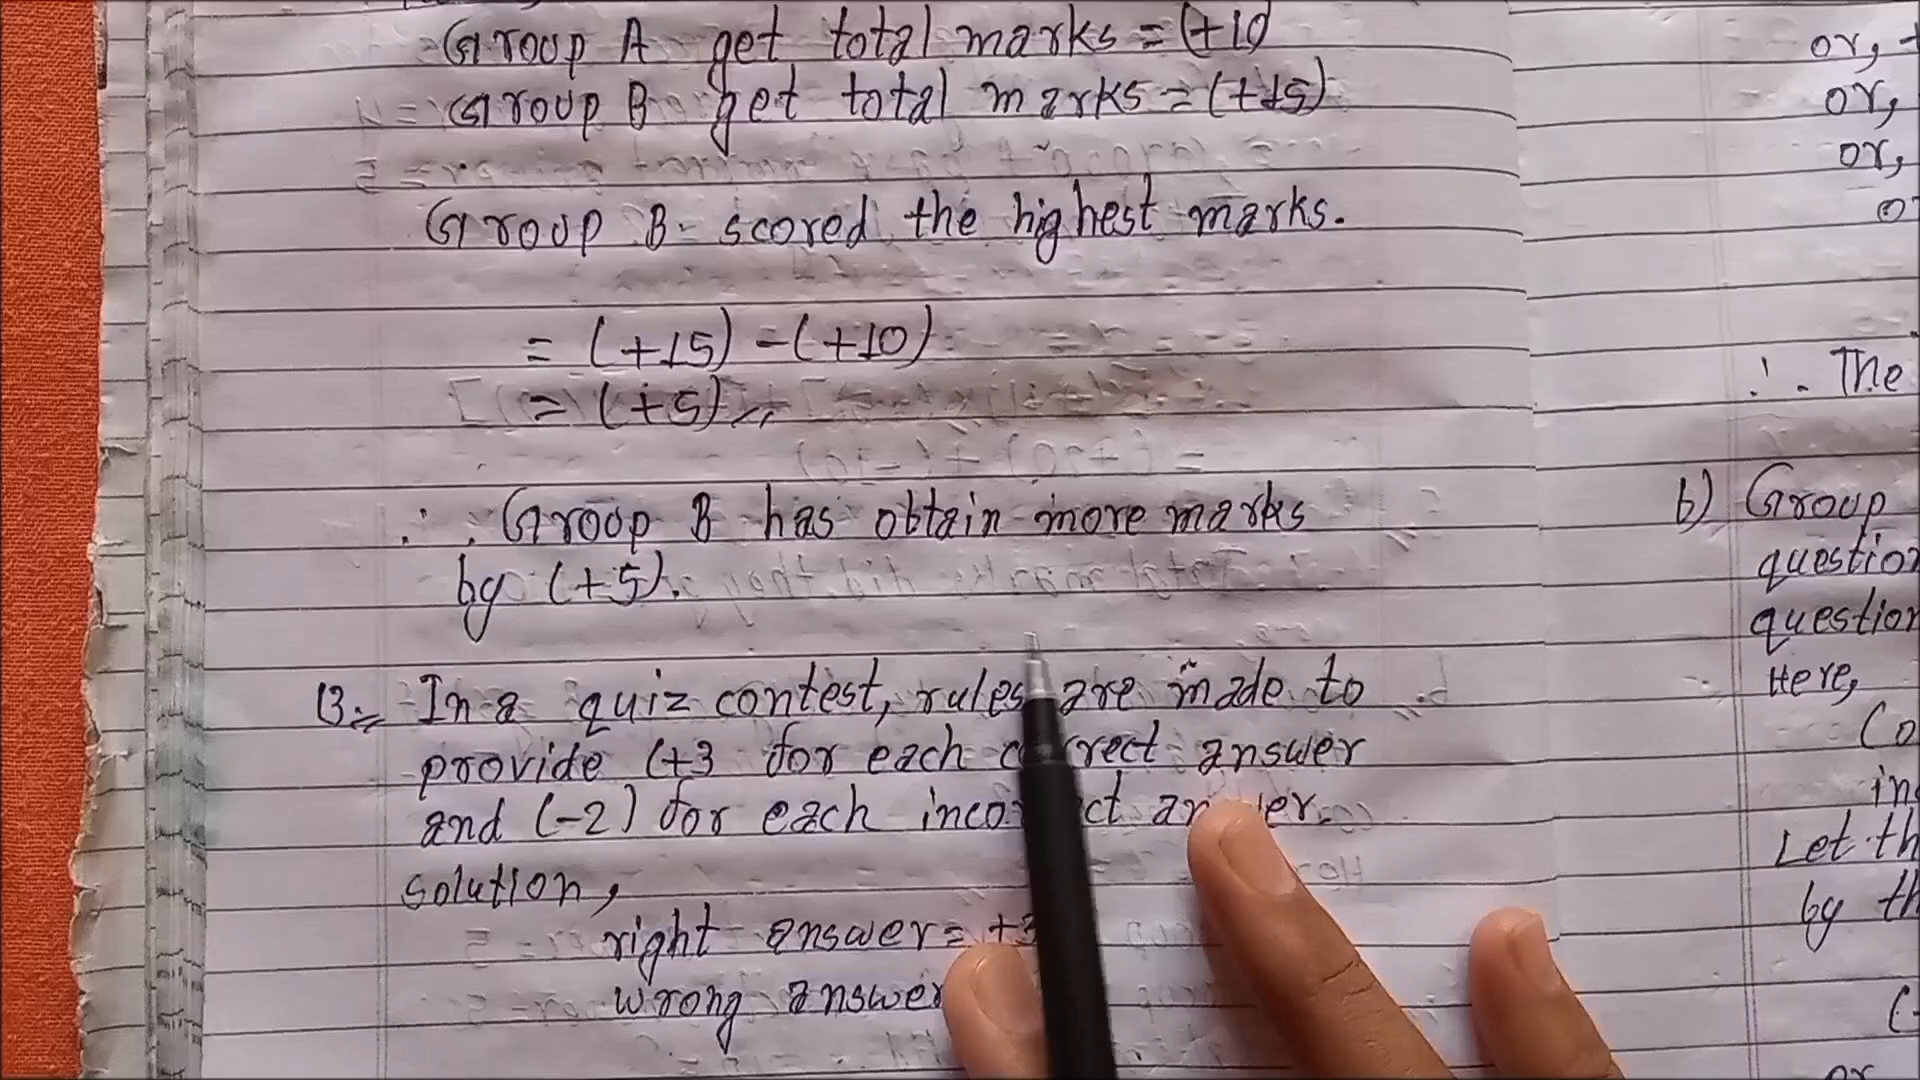 Group A get total marks = (+10
Group B get total marks = (+15)
Group B scored the highest marks.
= (+15) - (+10)
= (+5)
∴ Group B has obtain more marks
by (+5).
13. In a quiz contest, rules are made to
provide (+3 for each correct answer
and (-2) for each incorrect answer.
solution,
right answer = +3
wrong answer
or,
or,
or,
∴ The
b) Group
question
question
Here,
Let th
by th
or